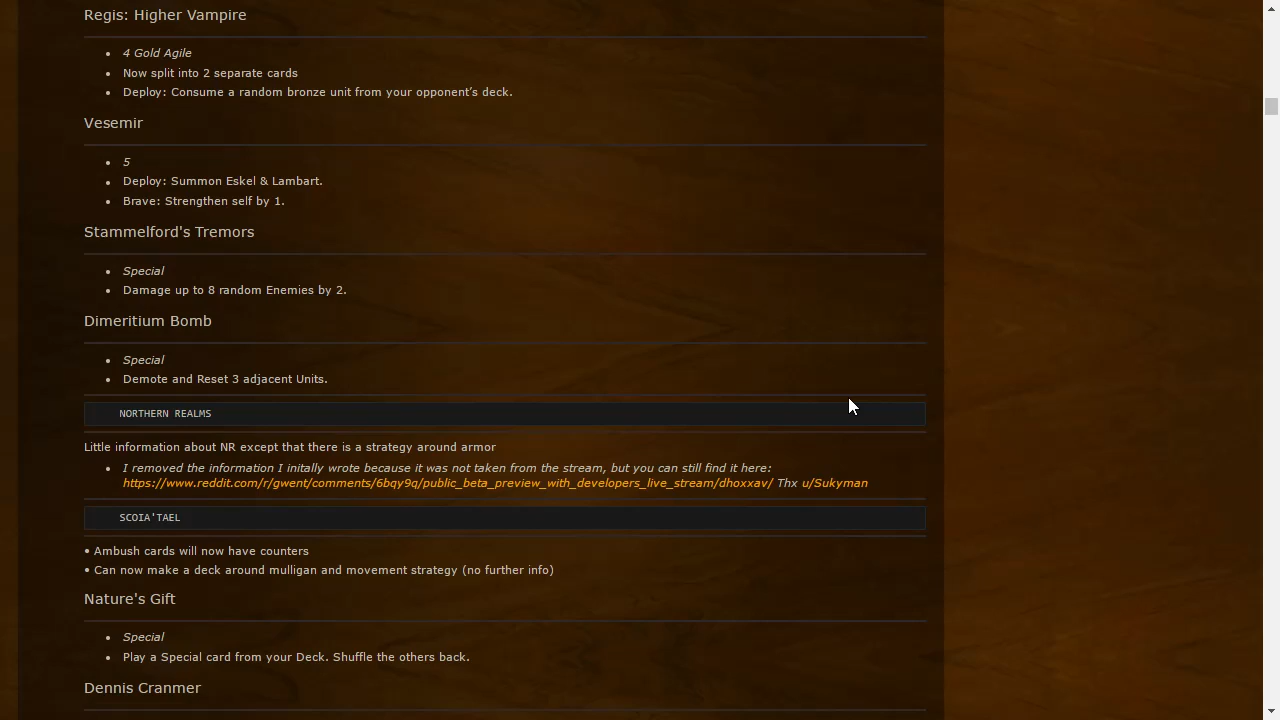 Regis: Higher Vampire
• 4 Gold Agile
• Now split into 2 separate cards
• Deploy: Consume a random bronze unit from your opponent's deck.
Vesemir
• 5
• Deploy: Summon Eskel & Lambart.
• Brave: Strengthen self by 1.
Stammelford's Tremors
• Special
• Damage up to 8 random Enemies by 2.
Dimeritium Bomb
• Special
• Demote and Reset 3 adjacent Units.
NORTHERN REALMS
Little information about NR except that there is a strategy around armor
• I removed the information I initally wrote because it was not taken from the stream, but you can still find it here:
https://www.reddit.com/r/gwent/comments/6bqy9q/public_beta_preview_with_developers_live_stream/dhoxxav/ Thx u/Sukyman
SCOIA'TAEL
• Ambush cards will now have counters
• Can now make a deck around mulligan and movement strategy (no further info)
Nature's Gift
• Special
• Play a Special card from your Deck. Shuffle the others back.
Dennis Cranmer